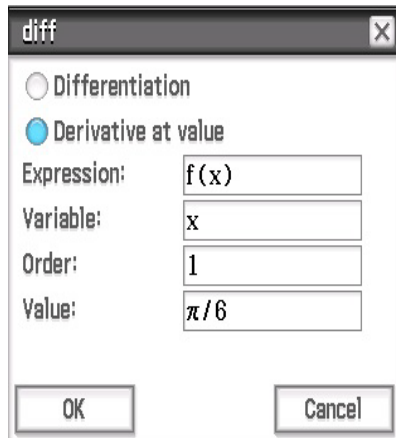 diff
Differentiation
Derivative at value
Expression: f(x)
Variable: x
Order: 1
Value: π/6
OK Cancel